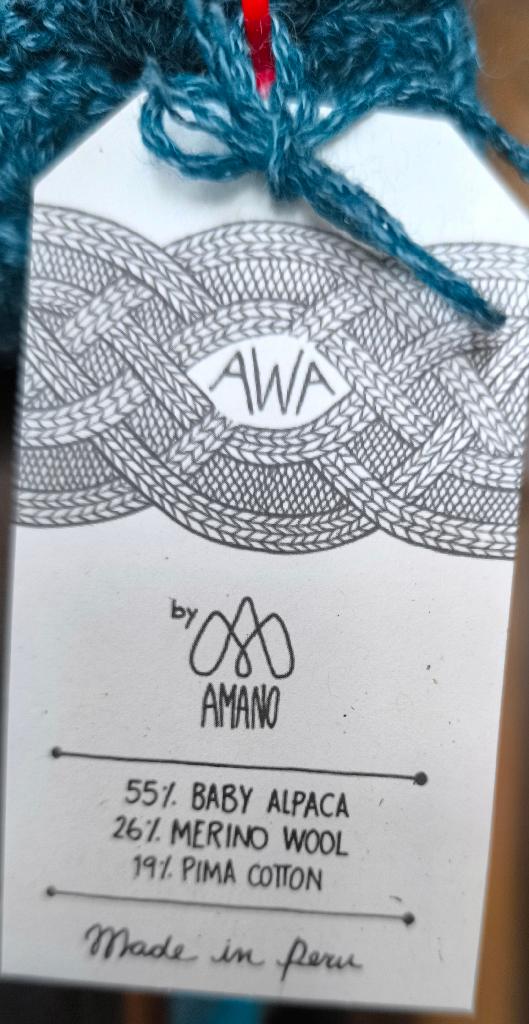 AWA
by
AMANO
55% BABY ALPACA
26% MERINO WOOL
19% PIMA COTTON
Made in Peru